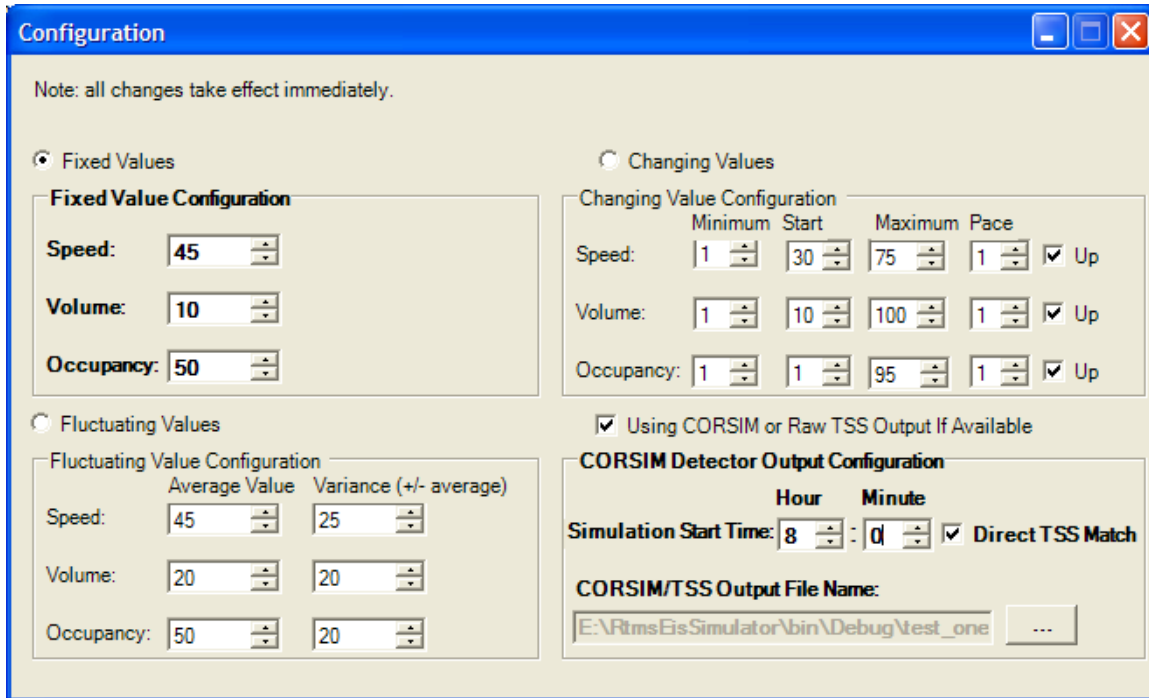 Configuration
Note: all changes take effect immediately.
Fixed Values
Fixed Value Configuration
Speed: 45
Volume: 10
Occupancy: 50
Changing Values
Changing Value Configuration
Minimum Start Maximum Pace
Speed: 1 30 75 1 Up
Volume: 1 10 100 1 Up
Occupancy: 1 1 95 1 Up
Fluctuating Values
Fluctuating Value Configuration
Average Value Variance (+/- average)
Speed: 45 25
Volume: 20 20
Occupancy: 50 20
Using CORSIM or Raw TSS Output If Available
CORSIM Detector Output Configuration
Hour Minute
Simulation Start Time: 8 : 0 Direct TSS Match
CORSIM/TSS Output File Name:
E:\RtmsEisSimulator\bin\Debug\test_one ...